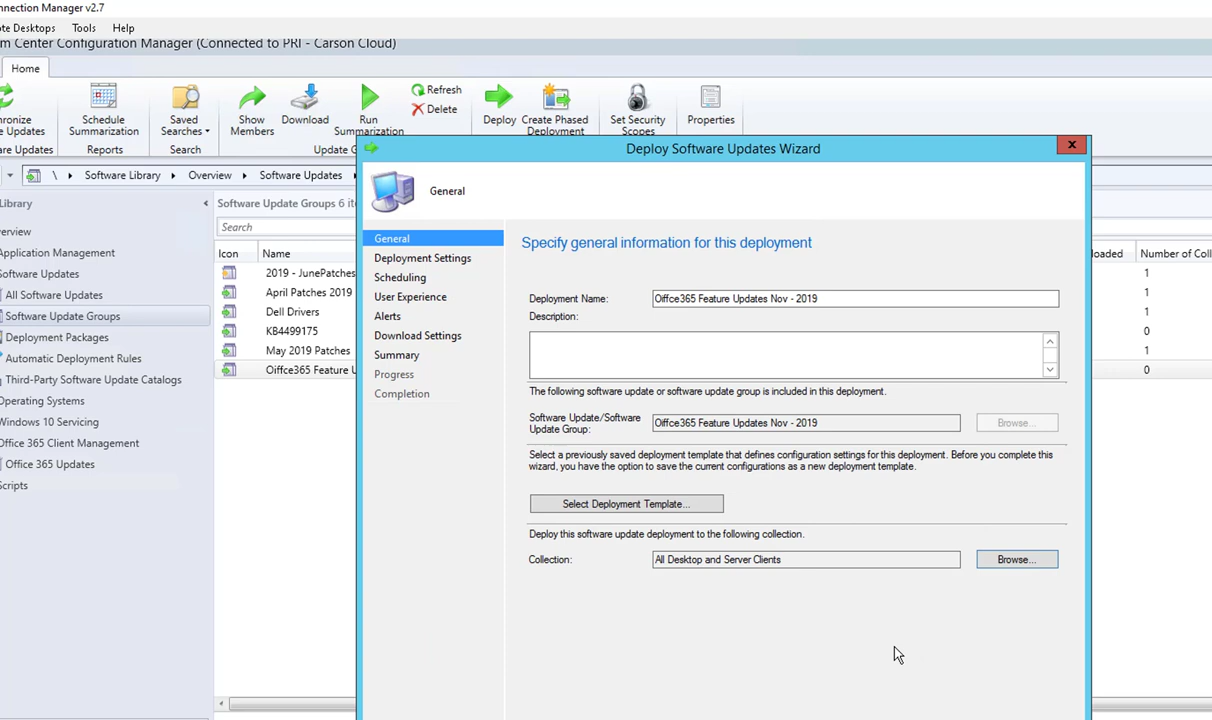 nnection Manager v2.7
ote Desktops Tools Help
m Center Configuration Manager (Connected to PRI - Carson Cloud)
Home
hronize
e Updates
are Updates
Schedule
Summarization
Reports
Saved
Searches
Search
Show
Members
Download
Run
Summarization
Update G
Refresh
Delete
Deploy
Create Phased
Deployment
Set Security
Scopes
Properties
\ Software Library Overview Software Updates
Library
erview
Application Management
Software Updates
All Software Updates
Software Update Groups
Deployment Packages
Automatic Deployment Rules
Third-Party Software Update Catalogs
Operating Systems
Windows 10 Servicing
Office 365 Client Management
Office 365 Updates
Scripts
Software Update Groups 6 ite
Search
Icon Name
2019 - JunePatches
April Patches 2019
Dell Drivers
KB4499175
May 2019 Patches
Oiffce365 Feature U
loaded Number of Coll
1
1
1
0
1
0
Deploy Software Updates Wizard
x
General
General
Deployment Settings
Scheduling
User Experience
Alerts
Download Settings
Summary
Progress
Completion
Specify general information for this deployment
Deployment Name: Oiffce365 Feature Updates Nov - 2019
Description:
The following software update or software update group is included in this deployment.
Software Update/Software
Update Group:
Oiffce365 Feature Updates Nov - 2019
Browse...
Select a previously saved deployment template that defines configuration settings for this deployment. Before you complete this
wizard, you have the option to save the current configurations as a new deployment template.
Select Deployment Template...
Deploy this software update deployment to the following collection.
Collection: All Desktop and Server Clients Browse...